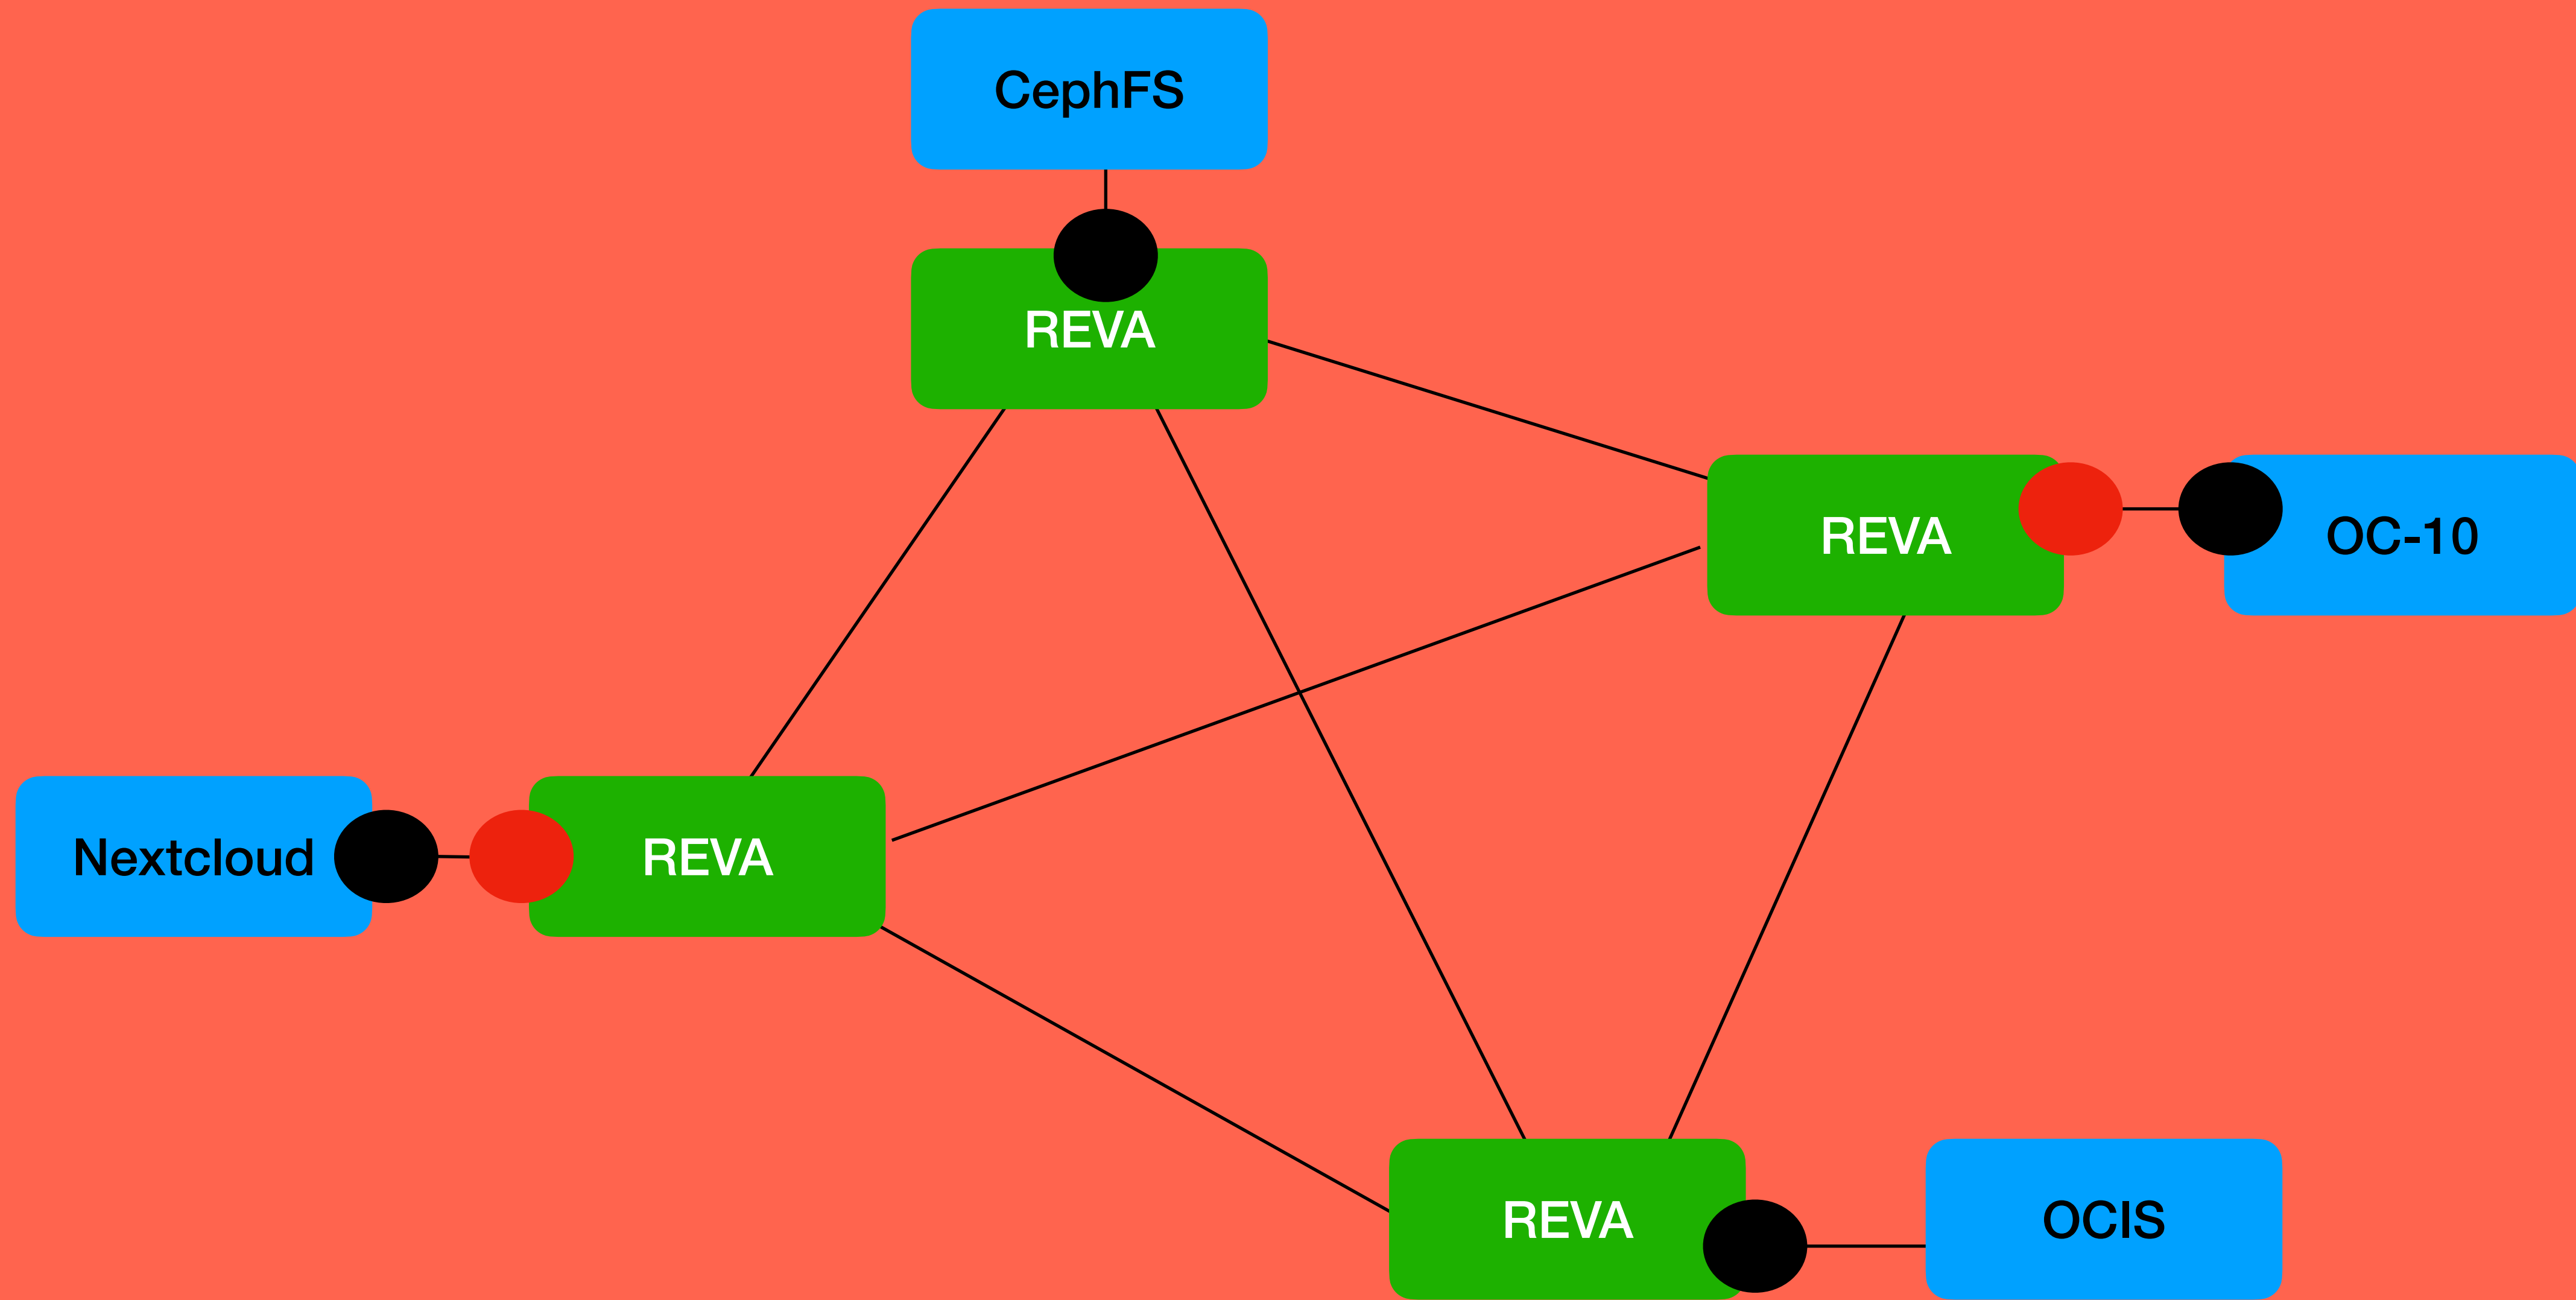 CephFS
REVA
REVA
OC-10
Nextcloud
REVA
REVA
OCIS